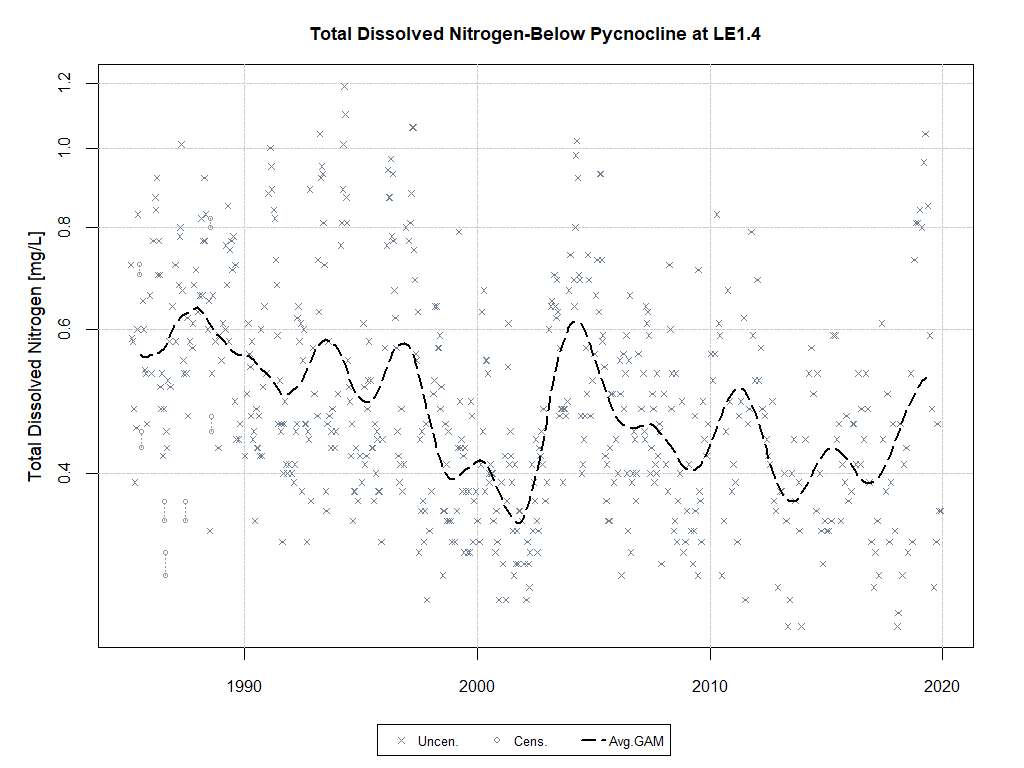 Total Dissolved Nitrogen-Below Pycnocline at LE1.4
Total Dissolved Nitrogen [mg/L]
1.2
1.0
0.8
0.6
0.4
1990 2000 2010 2020
Uncen. Cens. Avg.GAM